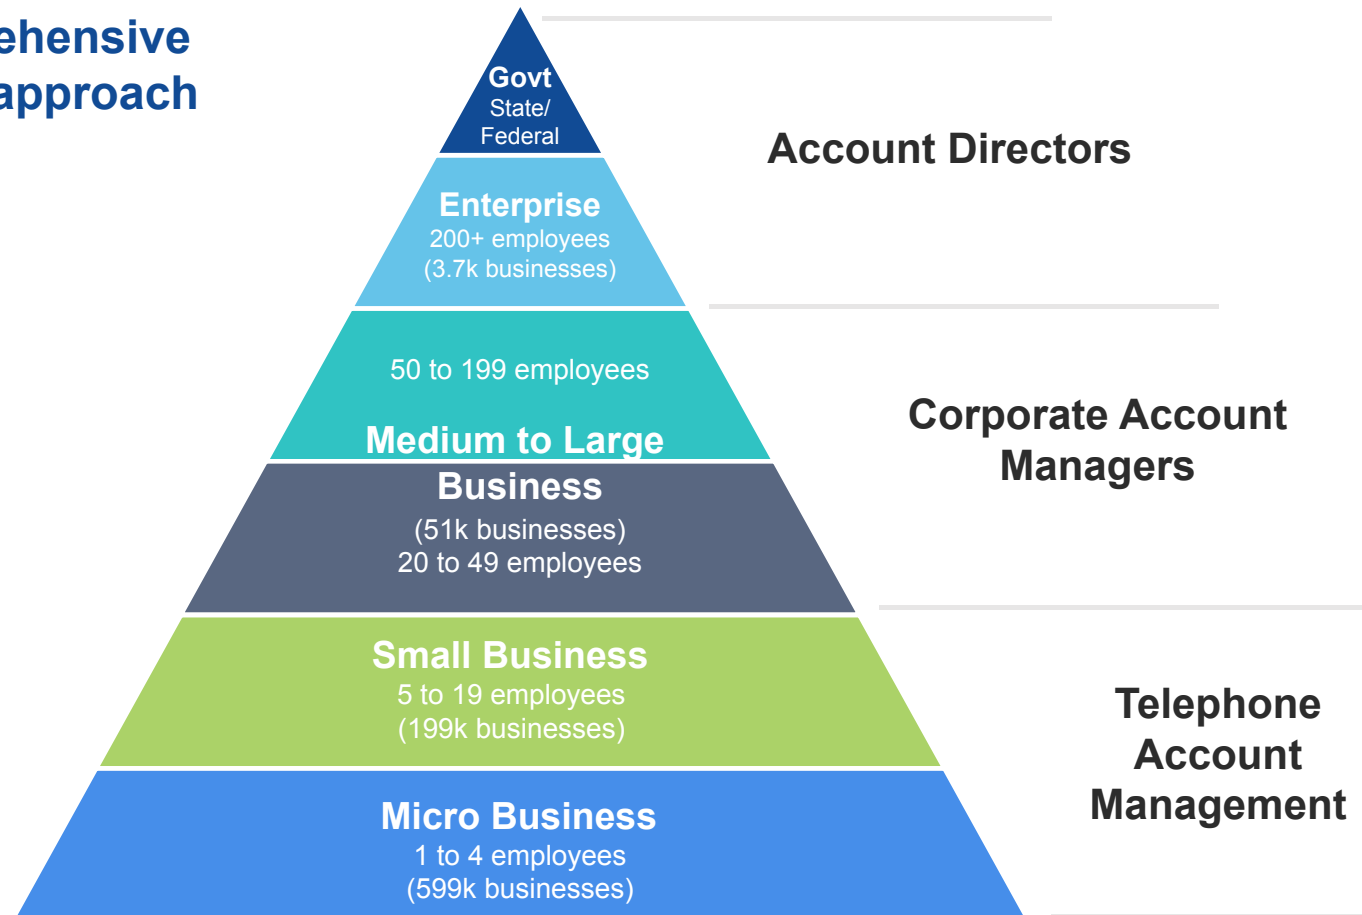 ehensive
approach
Govt
State/
Federal
Account Directors
Enterprise
200+ employees
(3.7k businesses)
50 to 199 employees
Medium to Large
Business
(51k businesses)
20 to 49 employees
Corporate Account
Managers
Small Business
5 to 19 employees
(199k businesses)
Telephone
Account
Management
Micro Business
1 to 4 employees
(599k businesses)